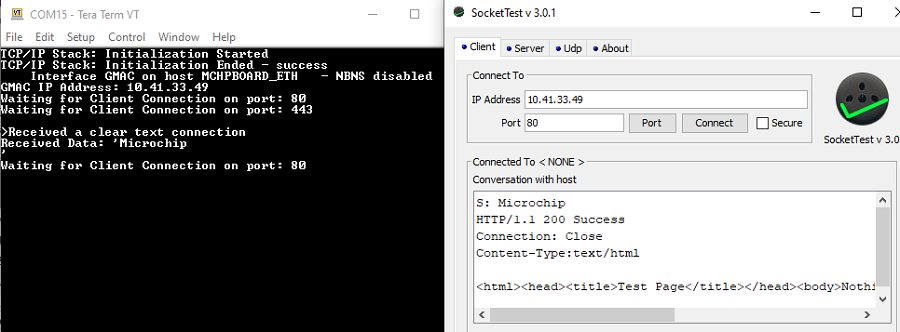 COM15 - Tera Term VT
File Edit Setup Control Window Help
TCP/IP Stack: Initialization Started
TCP/IP Stack: Initialization Ended - success
Interface GMAC on host MCHPBOARD_ETH - NBNS disabled
GMAC IP Address: 10.41.33.49
Waiting for Client Connection on port: 80
Waiting for Client Connection on port: 443
>Received a clear text connection
Received Data: 'Microchip
'
Waiting for Client Connection on port: 80
SocketTest v 3.0.1
Client Server Udp About
Connect To
IP Address 10.41.33.49
Port 80 Port Connect Secure
SocketTest v 3.0
Connected To < NONE >
Conversation with host
S: Microchip
HTTP/1.1 200 Success
Connection: Close
Content-Type:text/html
<html><head><title>Test Page</title></head><body>Nothi